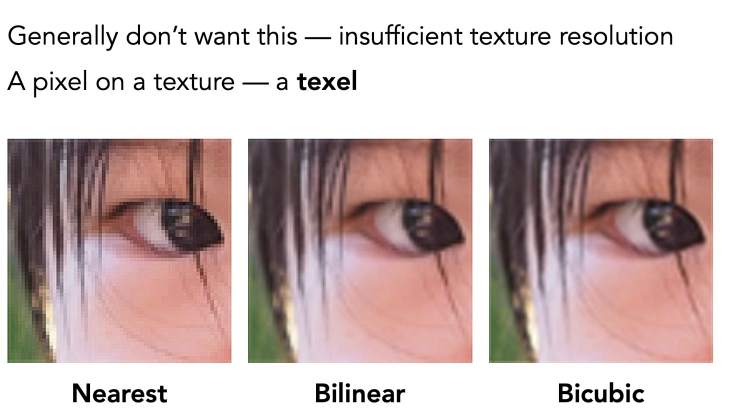 Generally don’t want this — insufficient texture resolution
A pixel on a texture — a texel
Nearest Bilinear Bicubic